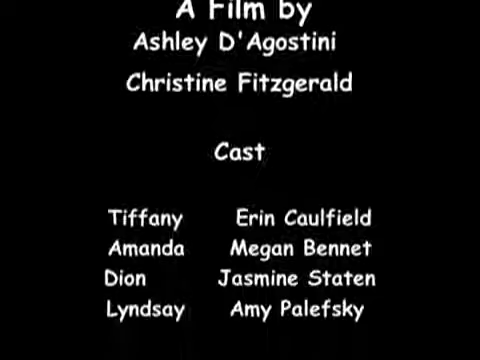 A Film by
Ashley D'Agostini
Christine Fitzgerald
Cast
Tiffany Erin Caulfield
Amanda Megan Bennet
Dion Jasmine Staten
Lyndsay Amy Palefsky